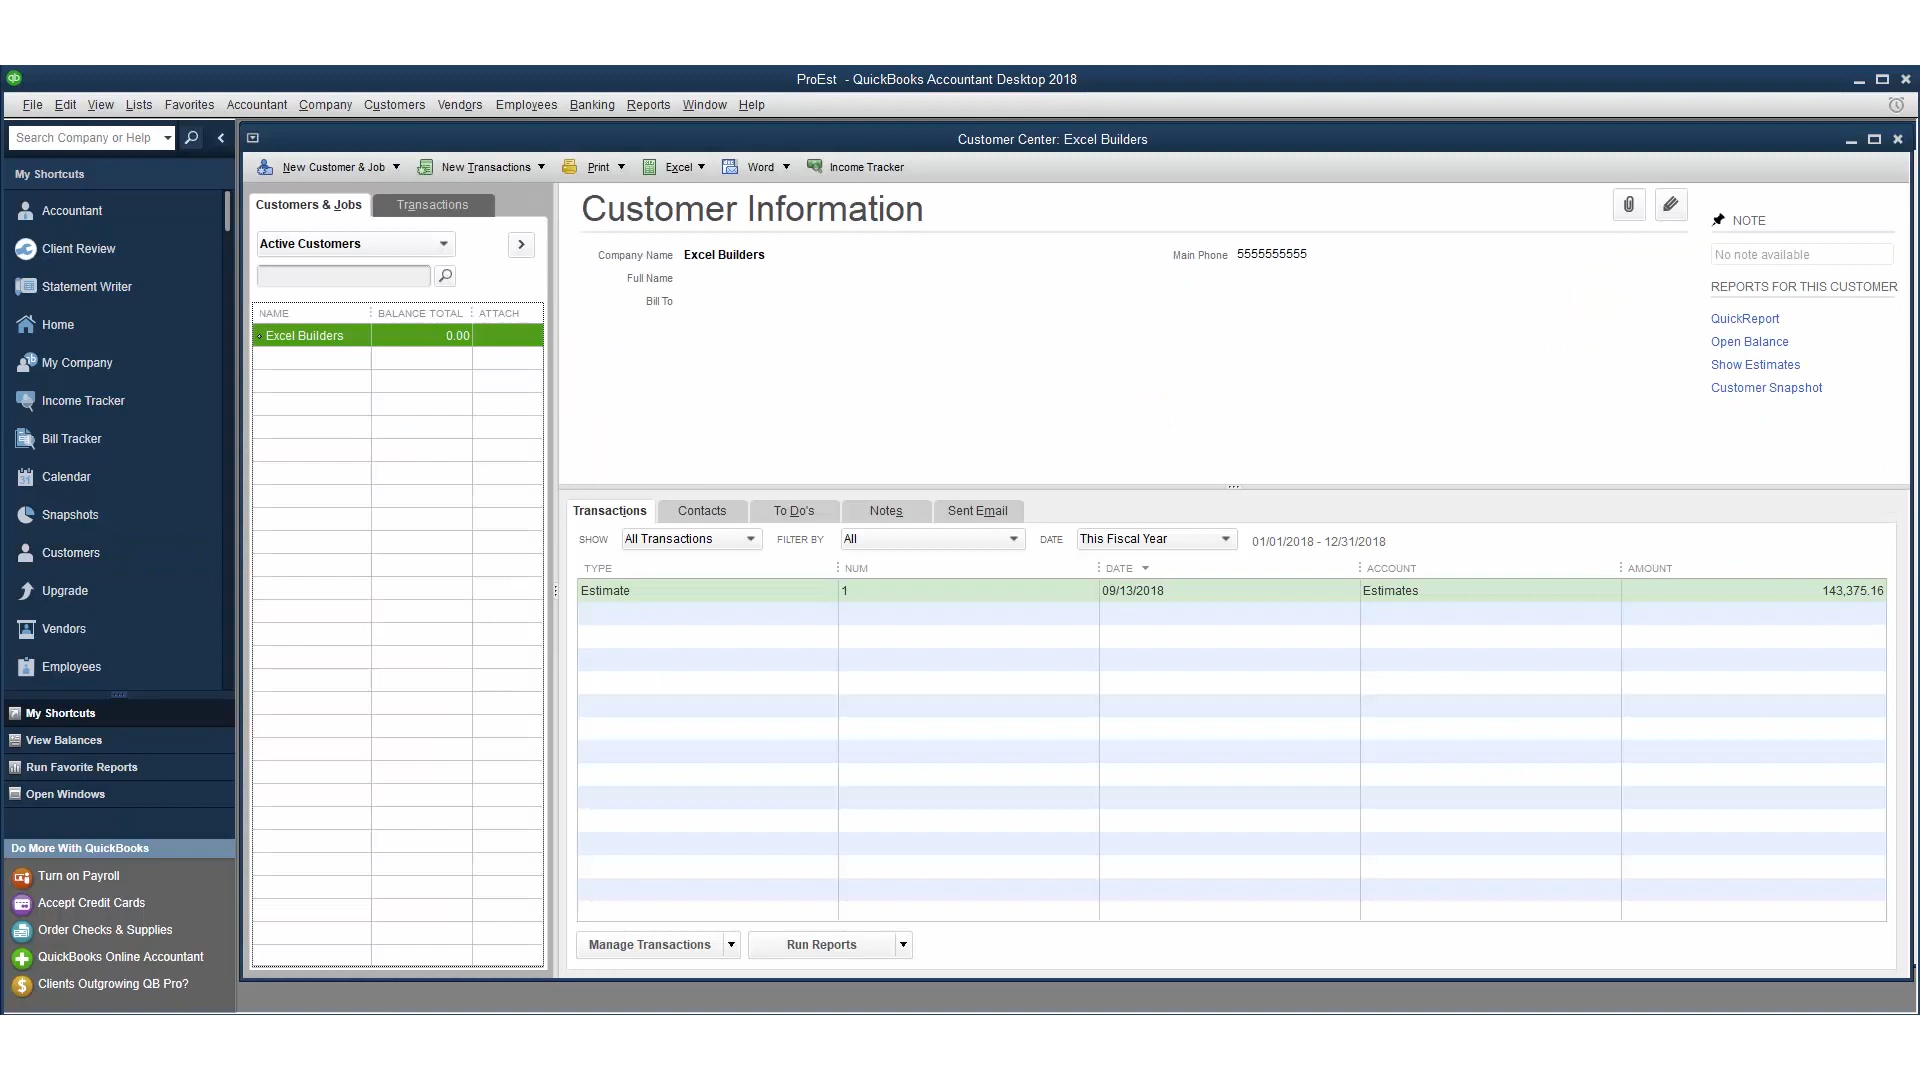 qb
ProEst - QuickBooks Accountant Desktop 2018
File Edit View Lists Favorites Accountant Company Customers Vendors Employees Banking Reports Window Help
Search Company or Help
Customer Center: Excel Builders
My Shortcuts
Accountant
Client Review
Statement Writer
Home
My Company
Income Tracker
Bill Tracker
Calendar
Snapshots
Customers
Upgrade
Vendors
Employees
My Shortcuts
View Balances
Run Favorite Reports
Open Windows
Do More With QuickBooks
Turn on Payroll
Accept Credit Cards
Order Checks & Supplies
QuickBooks Online Accountant
Clients Outgrowing QB Pro?
New Customer & Job New Transactions Print Excel Word Income Tracker
Customers & Jobs Transactions
Active Customers
NAME BALANCE TOTAL ATTACH
Excel Builders 0.00
Customer Information
Company Name Excel Builders
Full Name
Bill To
Main Phone 5555555555
NOTE
No note available
REPORTS FOR THIS CUSTOMER
QuickReport
Open Balance
Show Estimates
Customer Snapshot
Transactions Contacts To Do's Notes Sent Email
SHOW All Transactions FILTER BY All DATE This Fiscal Year 01/01/2018 - 12/31/2018
TYPE NUM DATE ACCOUNT AMOUNT
Estimate 1 09/13/2018 Estimates 143,375.16
Manage Transactions Run Reports